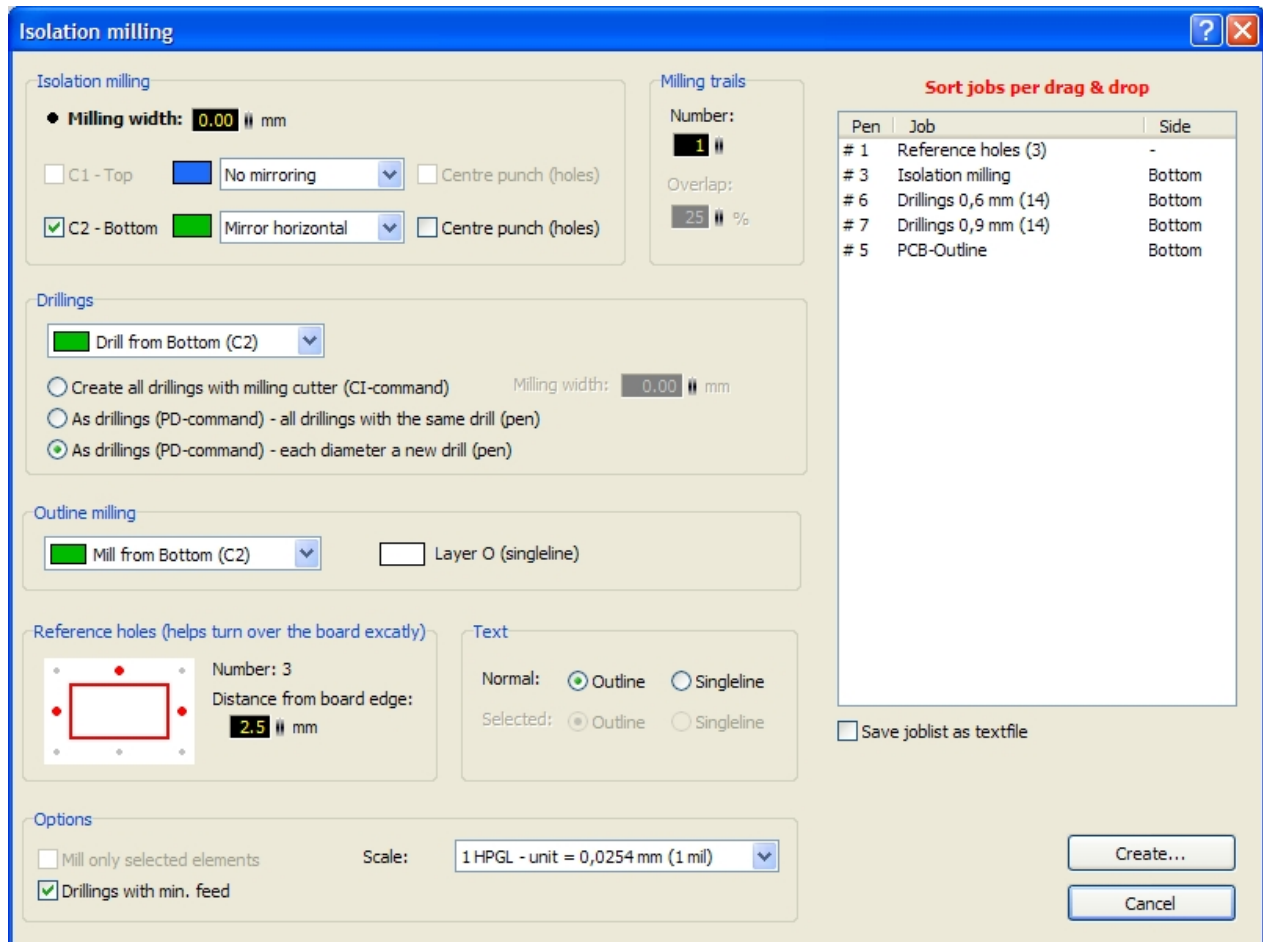 Isolation milling
Isolation milling
Milling width: 0.00 mm
C1 - Top No mirroring Centre punch (holes)
C2 - Bottom Mirror horizontal Centre punch (holes)
Milling trails
Number:
1
Overlap:
25 %
Drillings
Drill from Bottom (C2)
Create all drillings with milling cutter (CI-command) Milling width: 0.00 mm
As drillings (PD-command) - all drillings with the same drill (pen)
As drillings (PD-command) - each diameter a new drill (pen)
Outline milling
Mill from Bottom (C2) Layer O (singleline)
Reference holes (helps turn over the board excatly)
Number: 3
Distance from board edge:
2.5 mm
Text
Normal: Outline Singleline
Selected: Outline Singleline
Options
Mill only selected elements
Drillings with min. feed
Scale: 1 HPGL - unit = 0,0254 mm (1 mil)
Sort jobs per drag & drop
Pen Job Side
# 1 Reference holes (3) -
# 3 Isolation milling Bottom
# 6 Drillings 0,6 mm (14) Bottom
# 7 Drillings 0,9 mm (14) Bottom
# 5 PCB-Outline Bottom
Save joblist as textfile
Create...
Cancel